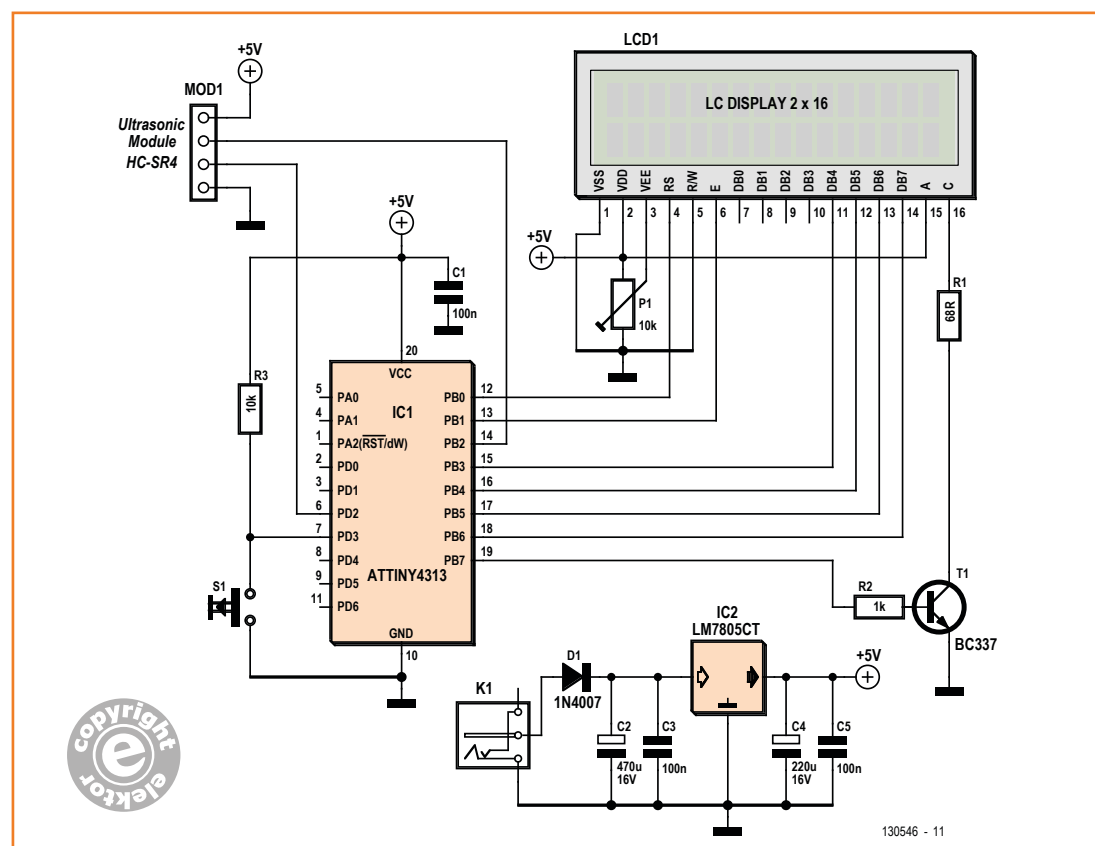 LCD1
+5V
MOD1
Ultrasonic
Module
HC-SR4
LC DISPLAY 2 x 16
VSS VDD VEE RS R/W E DB0 DB1 DB2 DB3 DB4 DB5 DB6 DB7 A C
1 2 3 4 5 6 7 8 9 10 11 12 13 14 15 16
+5V
+5V
C1
100n
P1
10k
R1
68R
20
VCC
R3
10k
IC1
5 PA0 PB0 12
4 PA1 PB1 13
1 PA2(RST/dW) PB2 14
2 PD0 PB3 15
3 PD1 PB4 16
6 PD2 PB5 17
7 PD3 PB6 18
8 PD4 PB7 19
9 PD5
11 PD6
ATTINY4313
GND
10
S1
R2
1k
T1
BC337
IC2
LM7805CT
D1
1N4007
+5V
K1
C2
470u
16V
C3
100n
C4
220u
16V
C5
100n
copyright
e
elektor
130546 - 11